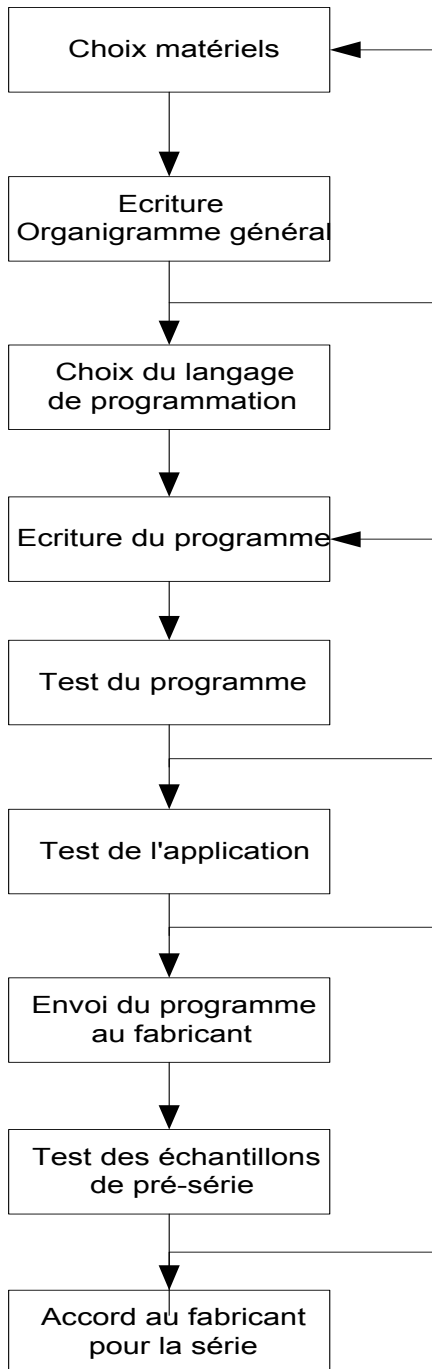 Choix matériels
Ecriture
Organigramme général
Choix du langage
de programmation
Ecriture du programme
Test du programme
Test de l'application
Envoi du programme
au fabricant
Test des échantillons
de pré-série
Accord au fabricant
pour la série